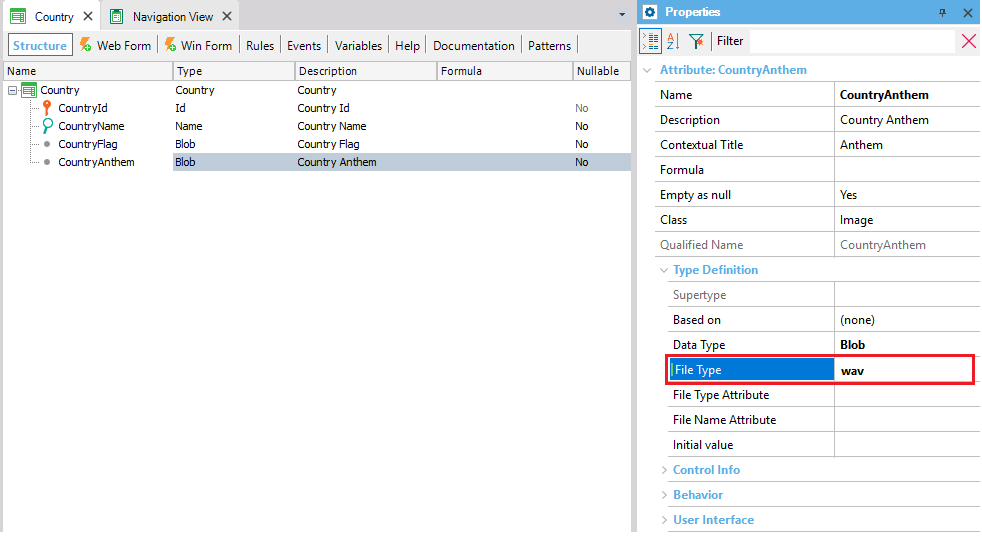 Country
Navigation View
Structure Web Form Win Form Rules Events Variables Help Documentation Patterns
Name Type Description Formula Nullable
Country Country Country
CountryId Id Country Id No
CountryName Name Country Name No
CountryFlag Blob Country Flag No
CountryAnthem Blob Country Anthem No
Properties
Filter
Attribute: CountryAnthem
Name CountryAnthem
Description Country Anthem
Contextual Title Anthem
Formula
Empty as null Yes
Class Image
Qualified Name CountryAnthem
Type Definition
Supertype
Based on (none)
Data Type Blob
File Type wav
File Type Attribute
File Name Attribute
Initial value
Control Info
Behavior
User Interface